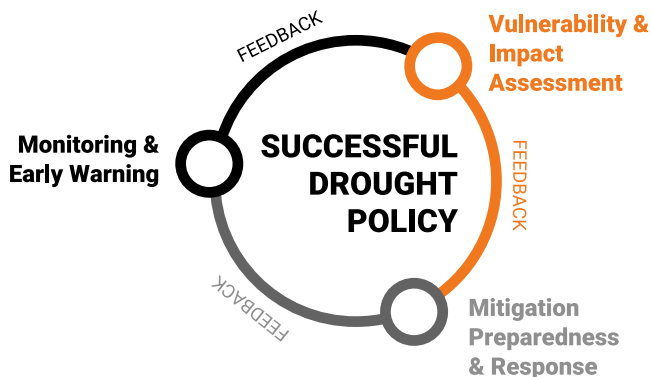 FEEDBACK
Vulnerability &
Impact
Assessment
Monitoring &
Early Warning
SUCCESSFUL
DROUGHT
POLICY
FEEDBACK
FEEDBACK
Mitigation
Preparedness
& Response